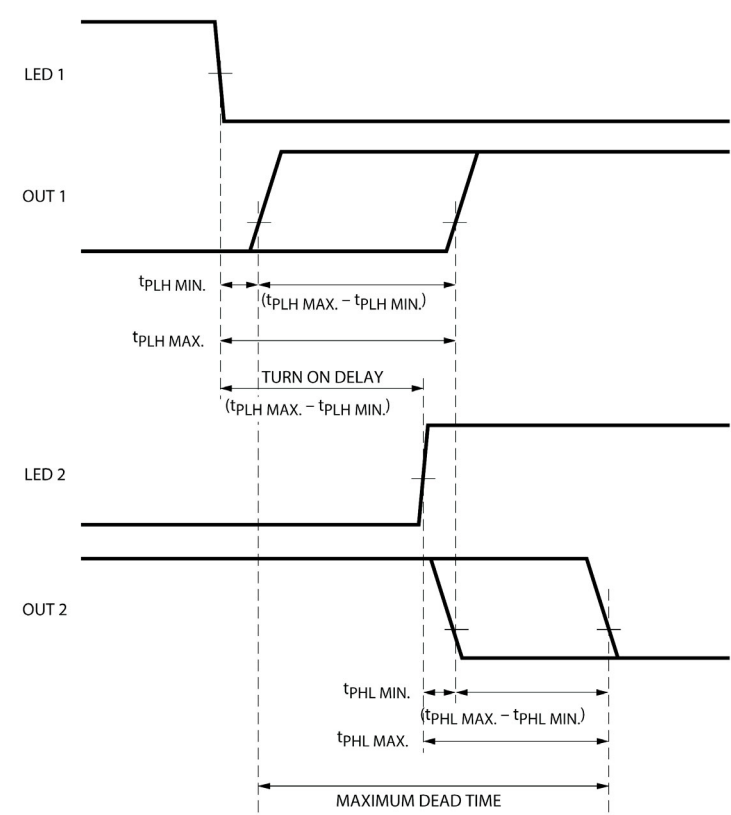 LED 1
OUT 1
tPLH MIN.
(tPLH MAX. – tPLH MIN.)
tPLH MAX.
TURN ON DELAY
(tPLH MAX. – tPLH MIN.)
LED 2
OUT 2
tPHL MIN.
(tPHL MAX. – tPHL MIN.)
tPHL MAX.
MAXIMUM DEAD TIME